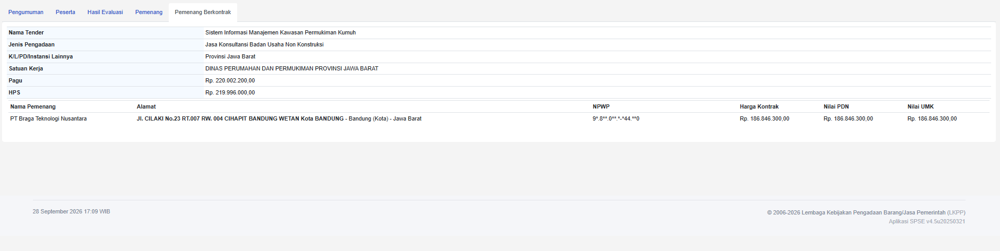 Pengumuman Peserta Hasil Evaluasi Pemenang Pemenang Berkontrak
Nama Tender Sistem Informasi Manajemen Kawasan Permukiman Kumuh
Jenis Pengadaan Jasa Konsultansi Badan Usaha Non Konstruksi
K/L/PD/Instansi Lainnya Provinsi Jawa Barat
Satuan Kerja DINAS PERUMAHAN DAN PERMUKIMAN PROVINSI JAWA BARAT
Pagu Rp. 220.002.200,00
HPS Rp. 219.996.000,00
Nama Pemenang Alamat NPWP Harga Kontrak Nilai PDN Nilai UMK
PT Braga Teknologi Nusantara Jl. CILAKI No.23 RT.007 RW. 004 CIHAPIT BANDUNG WETAN Kota BANDUNG - Bandung (Kota) - Jawa Barat 9*.8**.0**.*-*44.**0 Rp. 186.846.300,00 Rp. 186.846.300,00 Rp. 186.846.300,00
28 September 2026 17:09 WIB
© 2006-2026 Lembaga Kebijakan Pengadaan Barang/Jasa Pemerintah (LKPP)
Aplikasi SPSE v4.5u20250321